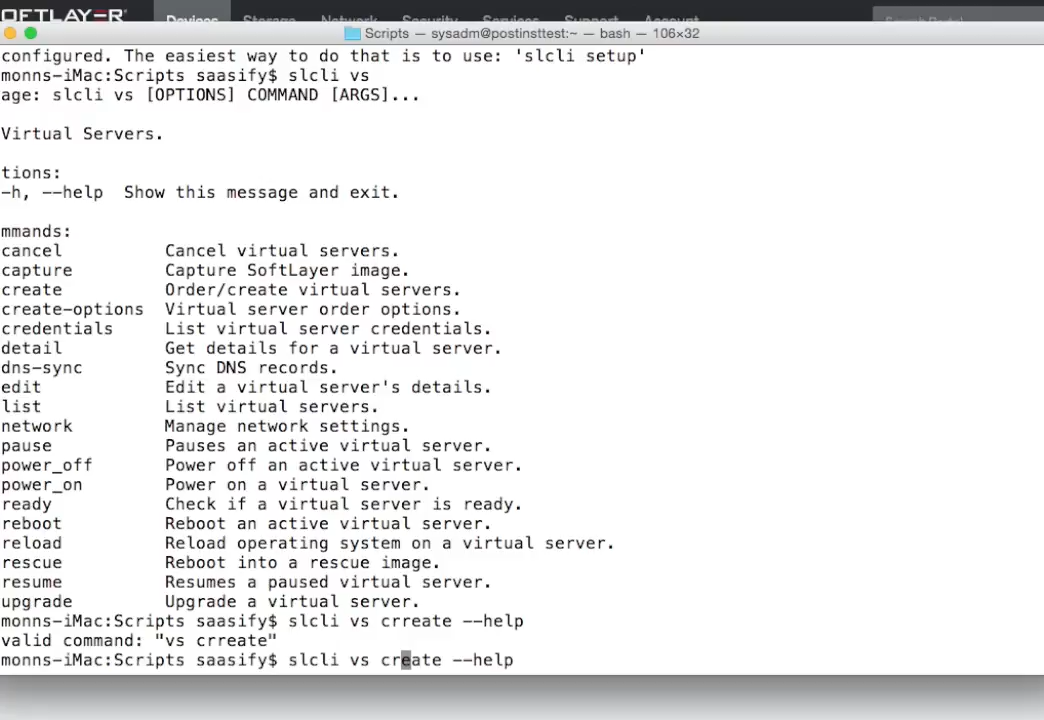 OFTLAYER®
Devices Storage Network Security Services Support Account Search Portal
Scripts — sysadm@postinsttest:~ — bash — 106×32
configured. The easiest way to do that is to use: 'slcli setup'
monns-iMac:Scripts saasify$ slcli vs
age: slcli vs [OPTIONS] COMMAND [ARGS]...
Virtual Servers.
tions:
-h, --help  Show this message and exit.
mmands:
cancel          Cancel virtual servers.
capture         Capture SoftLayer image.
create          Order/create virtual servers.
create-options  Virtual server order options.
credentials     List virtual server credentials.
detail          Get details for a virtual server.
dns-sync        Sync DNS records.
edit            Edit a virtual server's details.
list            List virtual servers.
network         Manage network settings.
pause           Pauses an active virtual server.
power_off       Power off an active virtual server.
power_on        Power on a virtual server.
ready           Check if a virtual server is ready.
reboot          Reboot an active virtual server.
reload          Reload operating system on a virtual server.
rescue          Reboot into a rescue image.
resume          Resumes a paused virtual server.
upgrade         Upgrade a virtual server.
monns-iMac:Scripts saasify$ slcli vs crreate --help
valid command: "vs crreate"
monns-iMac:Scripts saasify$ slcli vs create --help